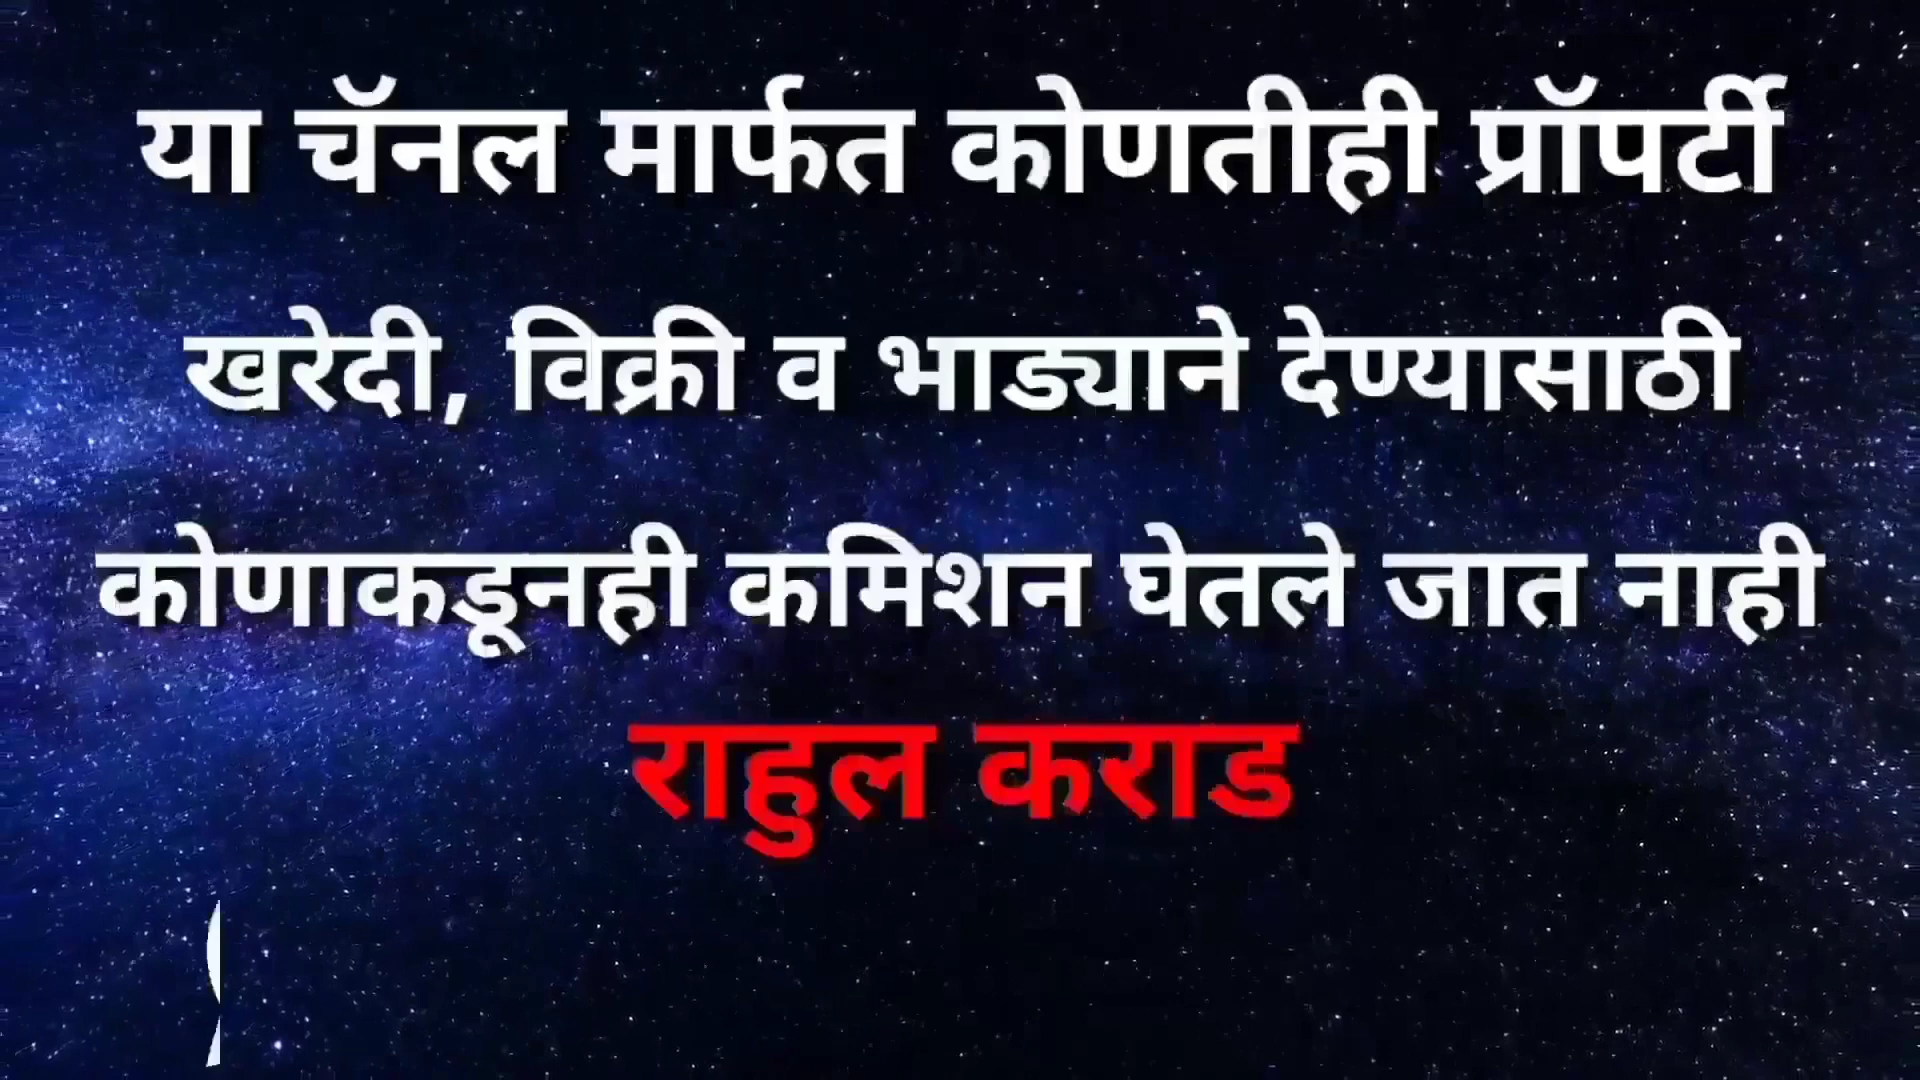 या चॅनल मार्फत कोणतीही प्रॉपर्टी
खरेदी, विक्री व भाड्याने देण्यासाठी
कोणाकडूनही कमिशन घेतले जात नाही
राहुल कराड